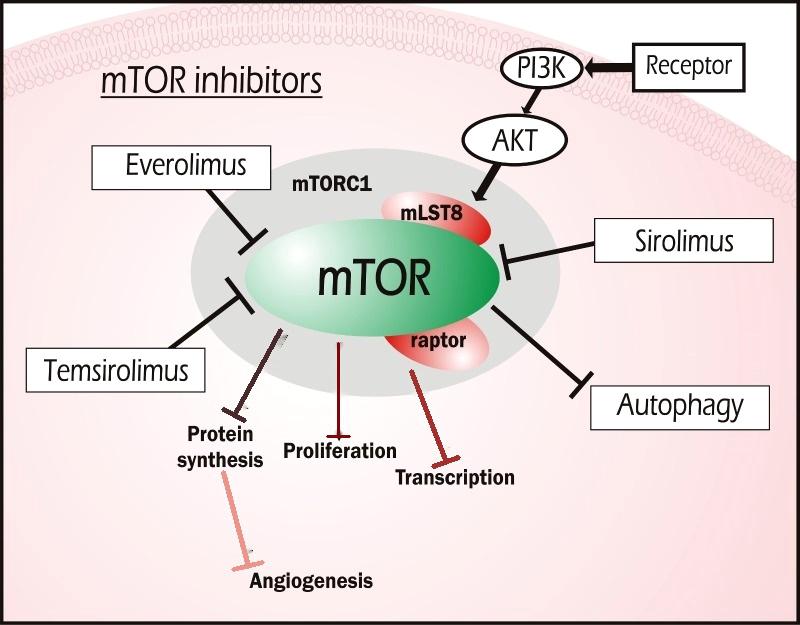 mTOR inhibitors
PI3K
Receptor
AKT
Everolimus
mTORC1
mLST8
Sirolimus
mTOR
raptor
Temsirolimus
Autophagy
Protein
synthesis
Proliferation
Transcription
Angiogenesis